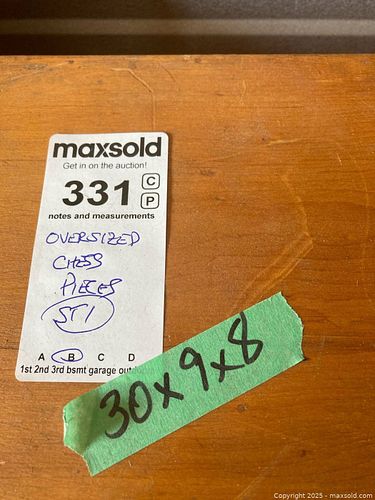 maxsold
Get in on the auction!
331 C
P
notes and measurements
OVERSIZED
CHESS
PIECES
ST1
A B C D
1st 2nd 3rd bsmt garage out
30x9x8
Copyright 2025 - maxsold.com